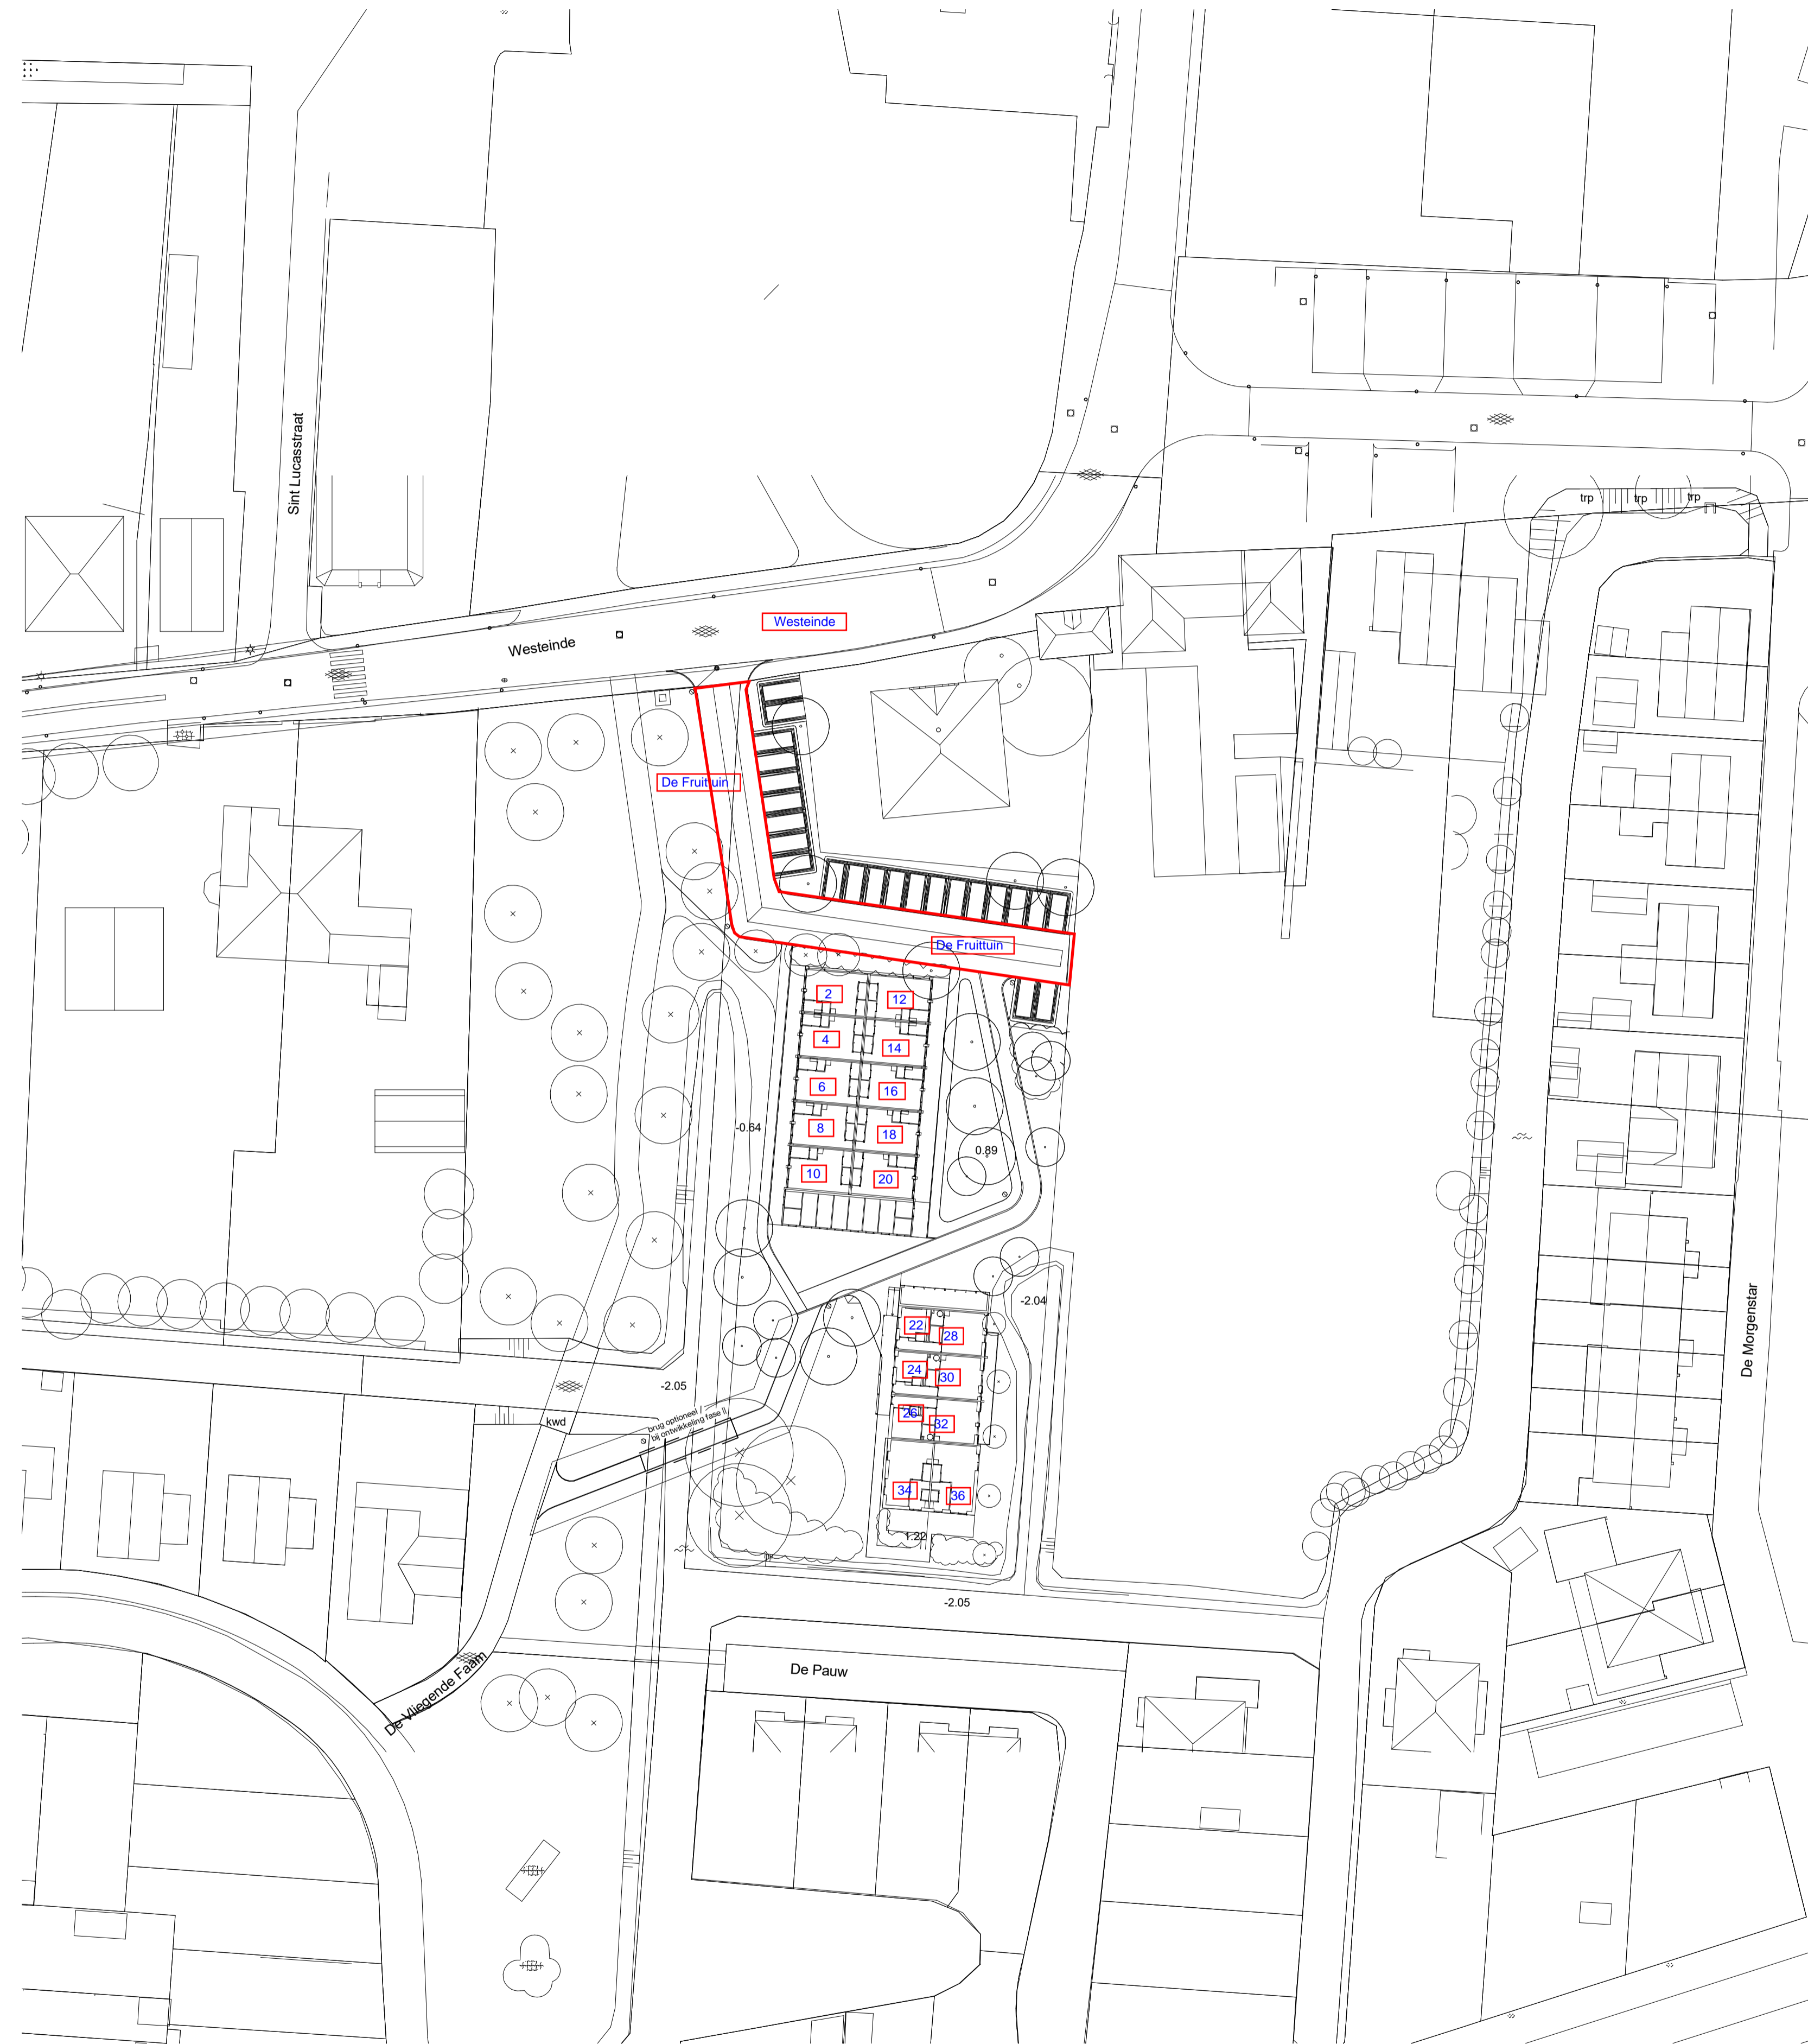 Sint Lucasstraat
trp
trp
trp
Westeinde
Westeinde
De Fruittuin
De Fruittuin
2
12
4
14
6
16
8
18
-0.64
0.89
10
20
-2.04
22
28
24
30
-2.05
26
32
kwd
brug optioneel /
bij ontwikkeling fase II
34
36
1.22
-2.05
De Morgenstar
De Pauw
De Vliegende Faam